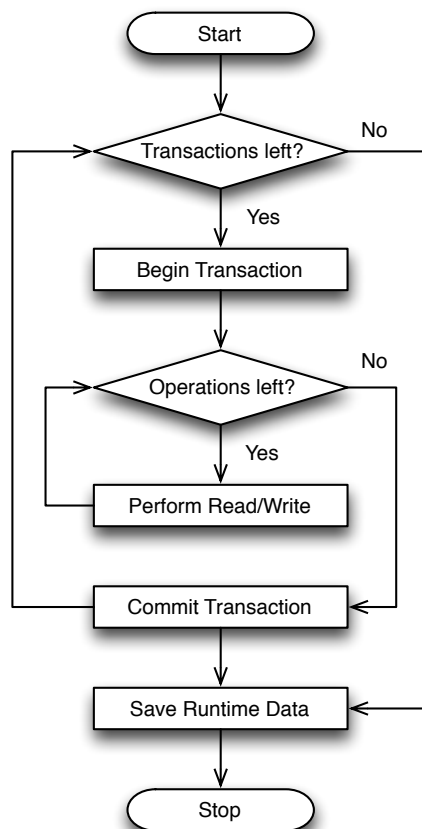 Start
No
Transactions left?
Yes
Begin Transaction
No
Operations left?
Yes
Perform Read/Write
Commit Transaction
Save Runtime Data
Stop